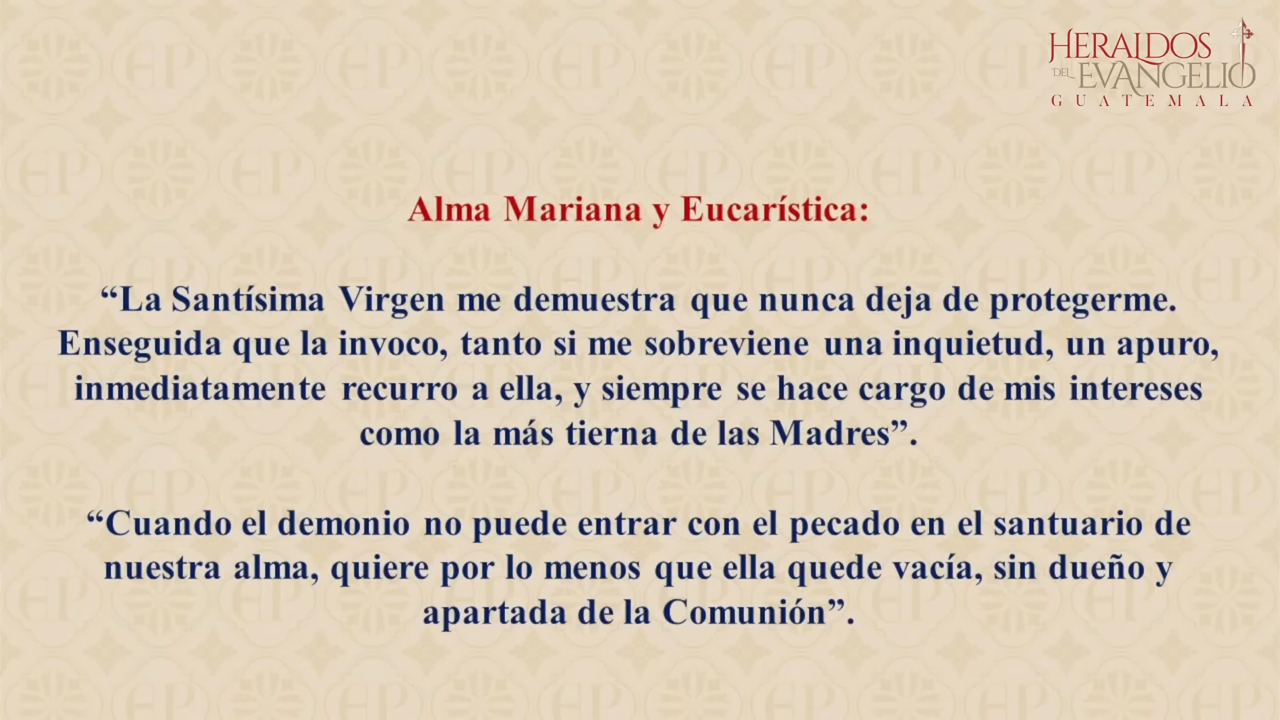 HERALDOS
DEL EVANGELIO
GUATEMALA
Alma Mariana y Eucarística:
“La Santísima Virgen me demuestra que nunca deja de protegerme.
Enseguida que la invoco, tanto si me sobreviene una inquietud, un apuro,
inmediatamente recurro a ella, y siempre se hace cargo de mis intereses
como la más tierna de las Madres”.
“Cuando el demonio no puede entrar con el pecado en el santuario de
nuestra alma, quiere por lo menos que ella quede vacía, sin dueño y
apartada de la Comunión”.